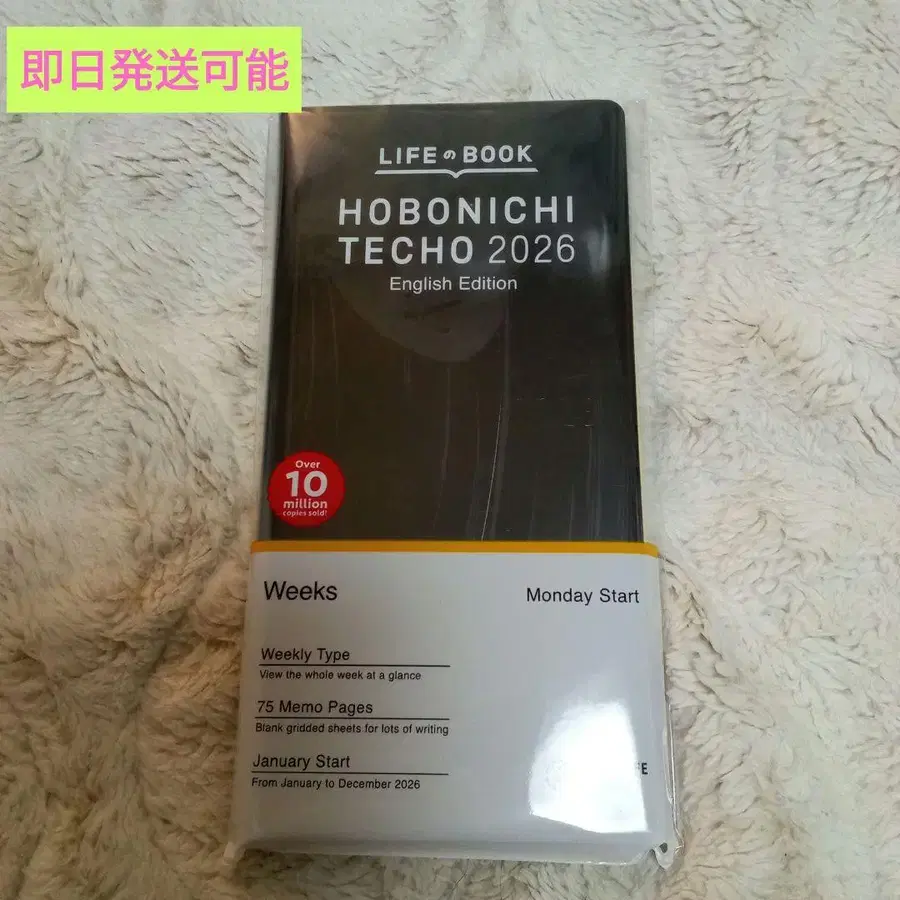 即日発送可能
LIFEのBOOK
HOBONICHI
TECHO 2026
English Edition
Over
10
million
copies sold!
Weeks
Monday Start
Weekly Type
View the whole week at a glance
75 Memo Pages
Blank gridded sheets for lots of writing
January Start
From January to December 2026